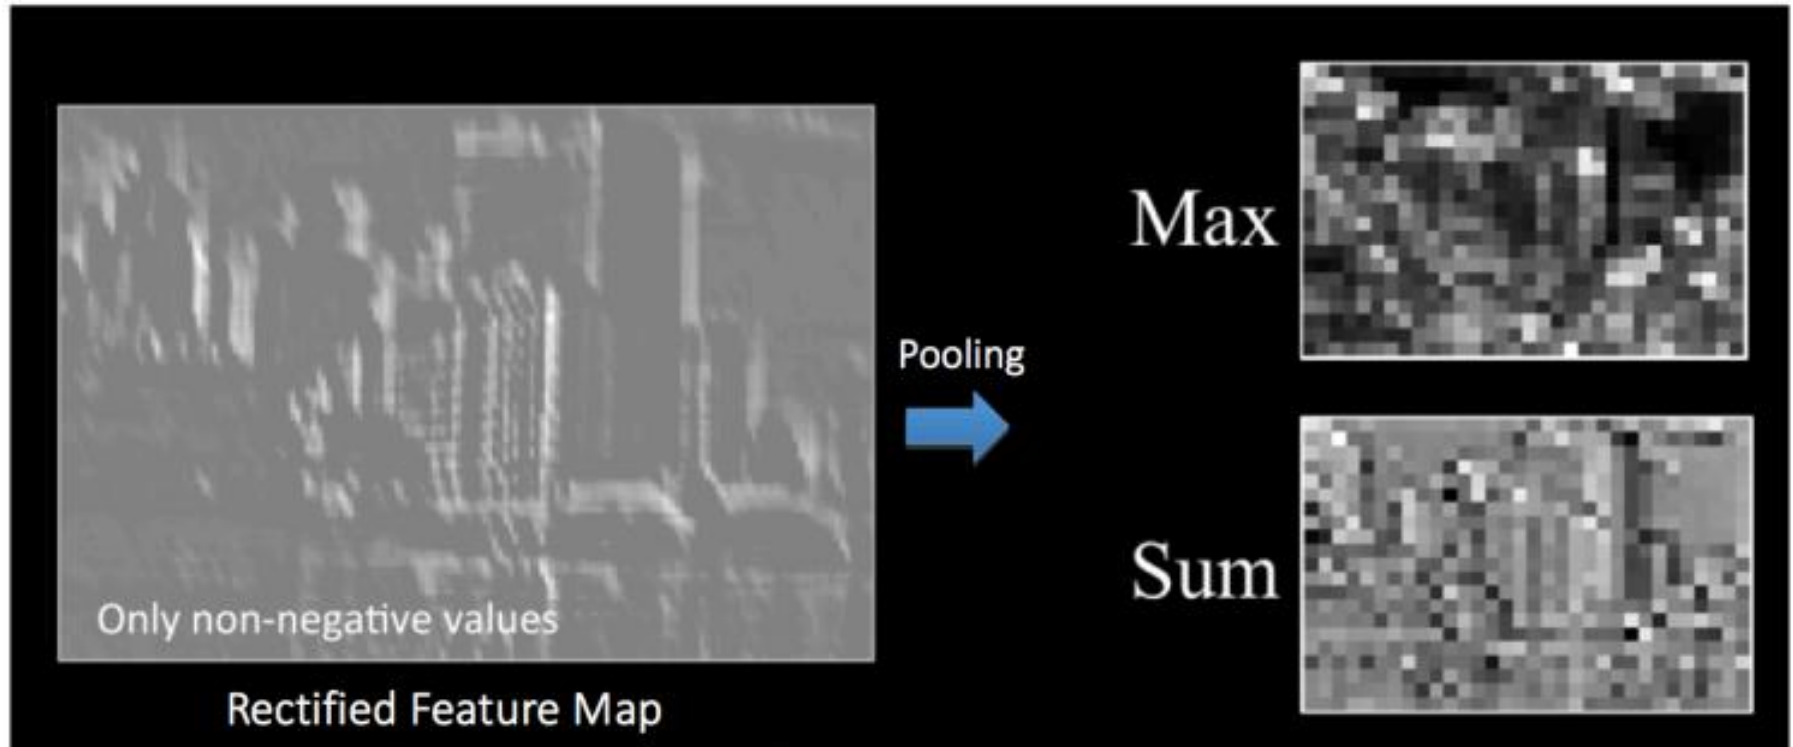 Only non-negative values
Rectified Feature Map
Pooling
Max
Sum